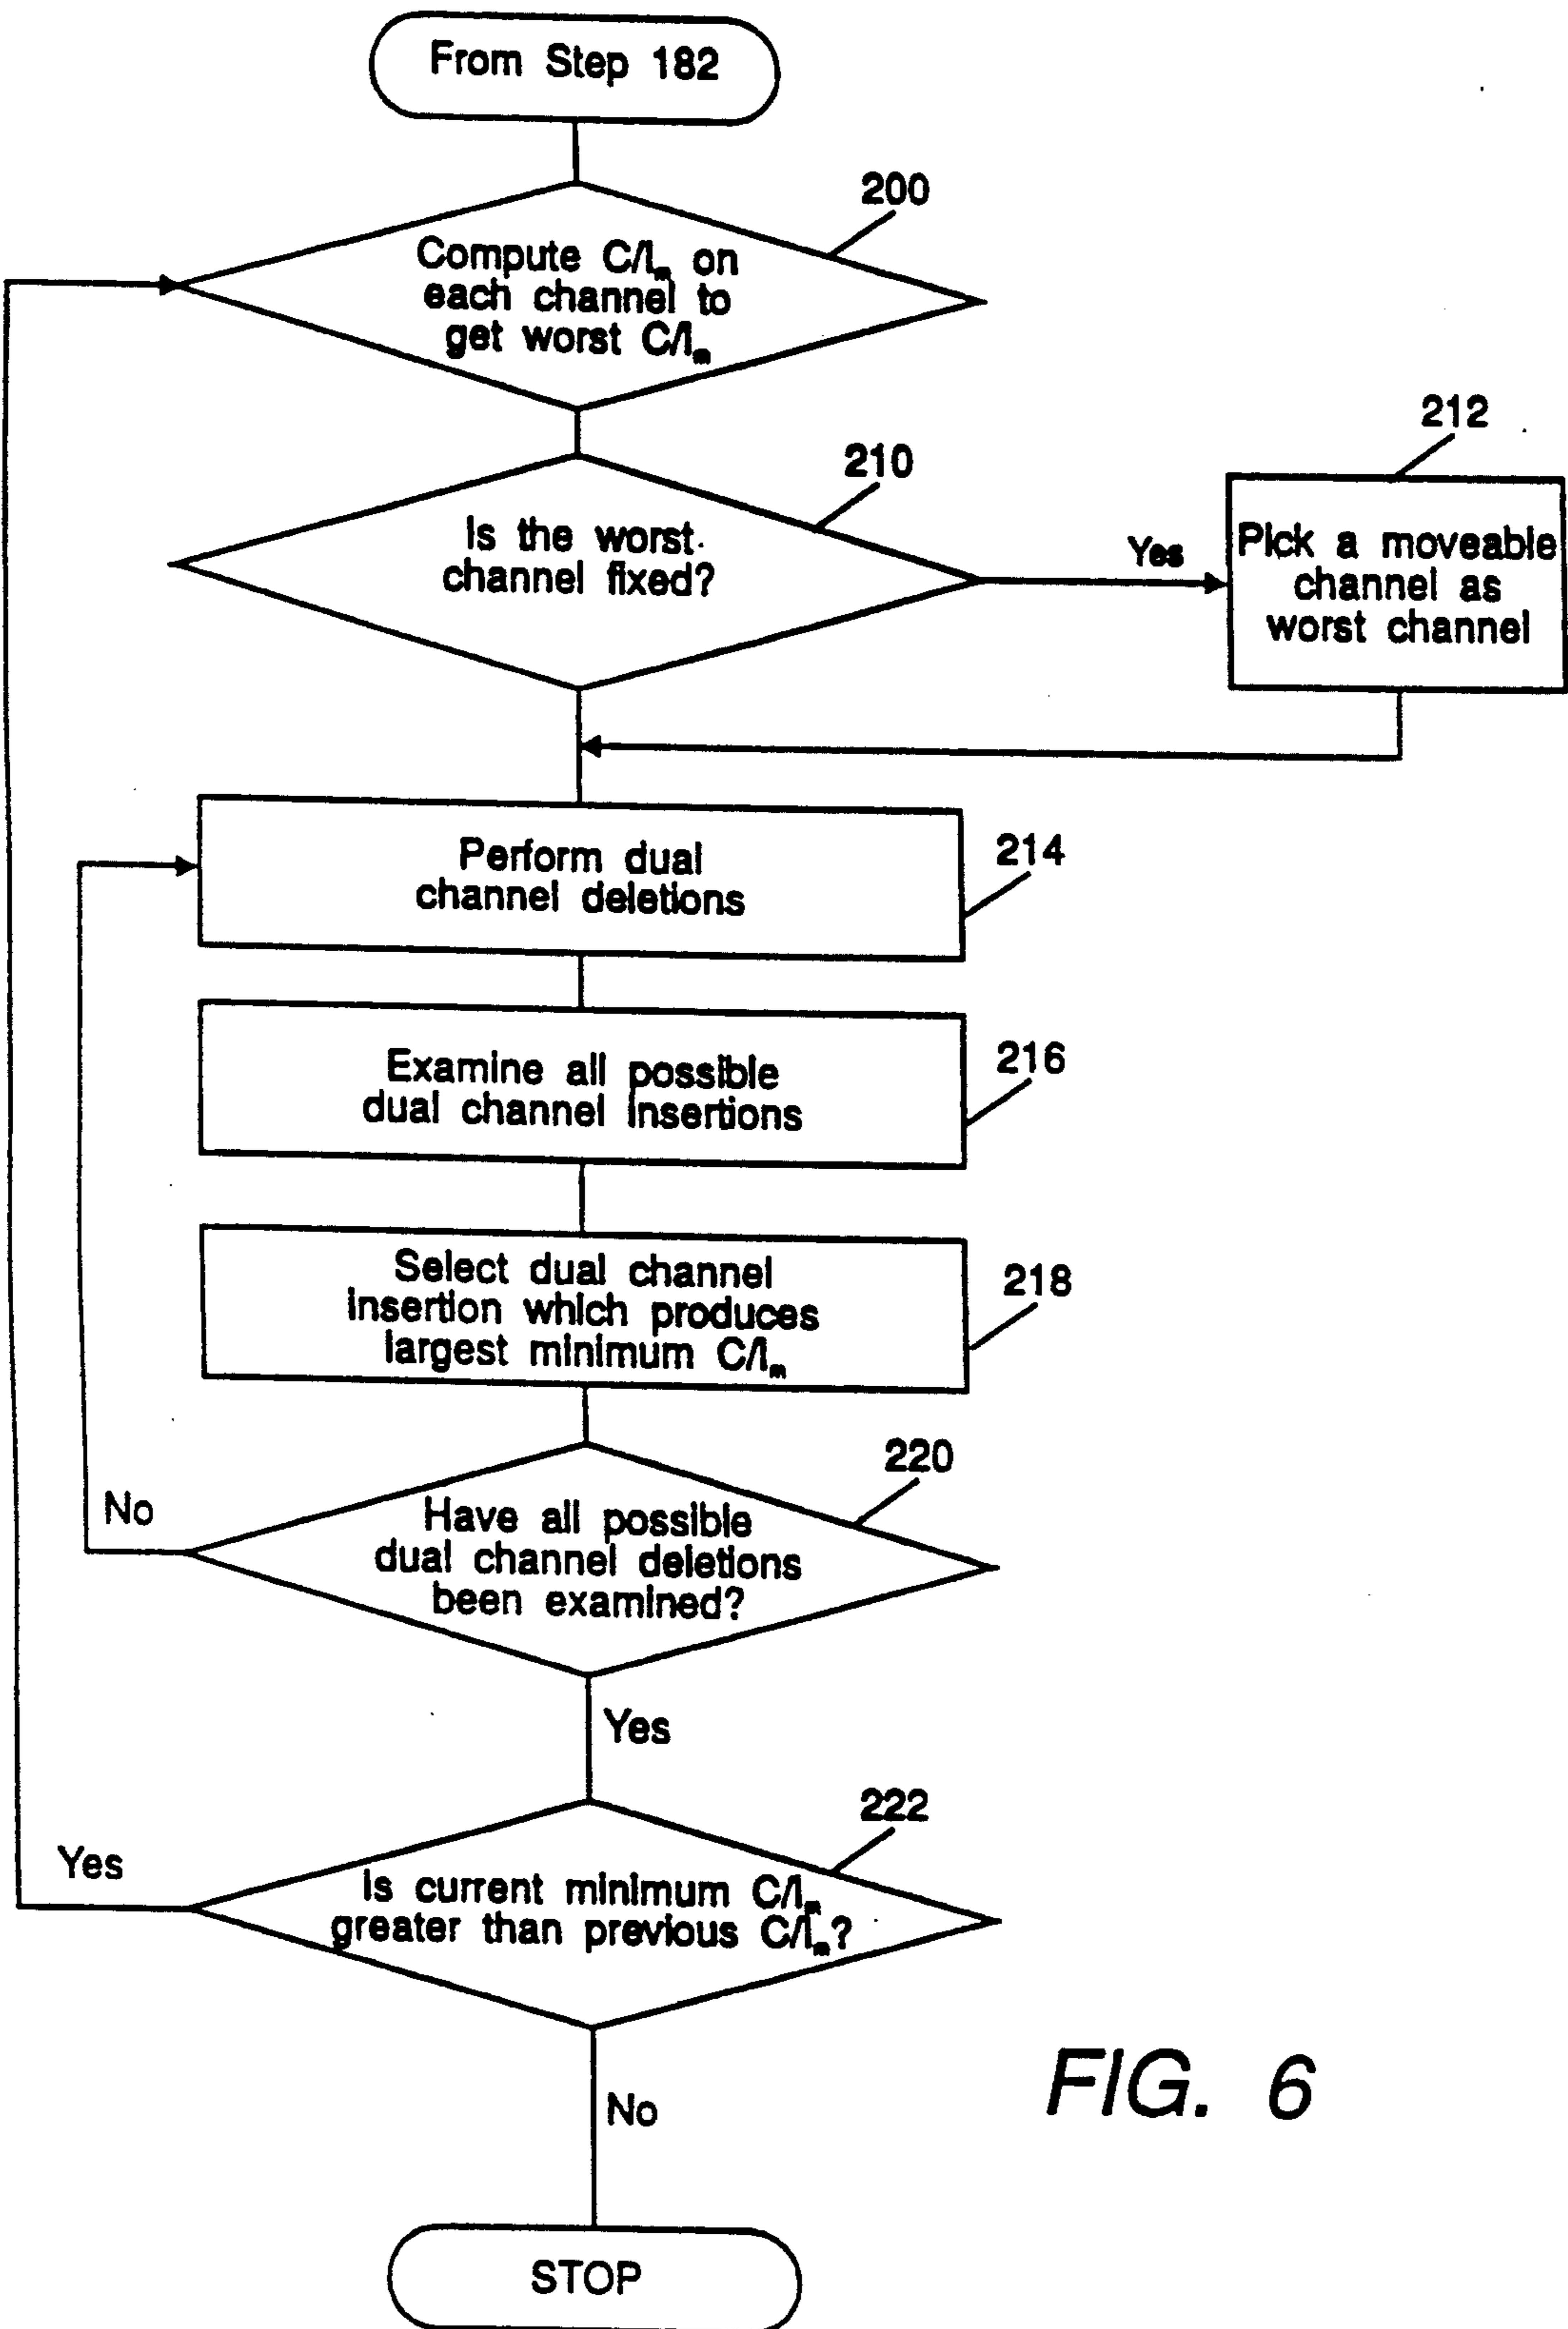 From Step 182
200
Compute C/Iₘ on
each channel to
get worst C/Iₘ
210
212
Is the worst
channel fixed?
Yes
Pick a moveable
channel as
worst channel
Perform dual
channel deletions
214
Examine all possible
dual channel insertions
216
Select dual channel
insertion which produces
largest minimum C/Iₘ
218
220
No
Have all possible
dual channel deletions
been examined?
Yes
222
Yes
Is current minimum C/Iₘ
greater than previous C/Iₘ?
FIG. 6
No
STOP